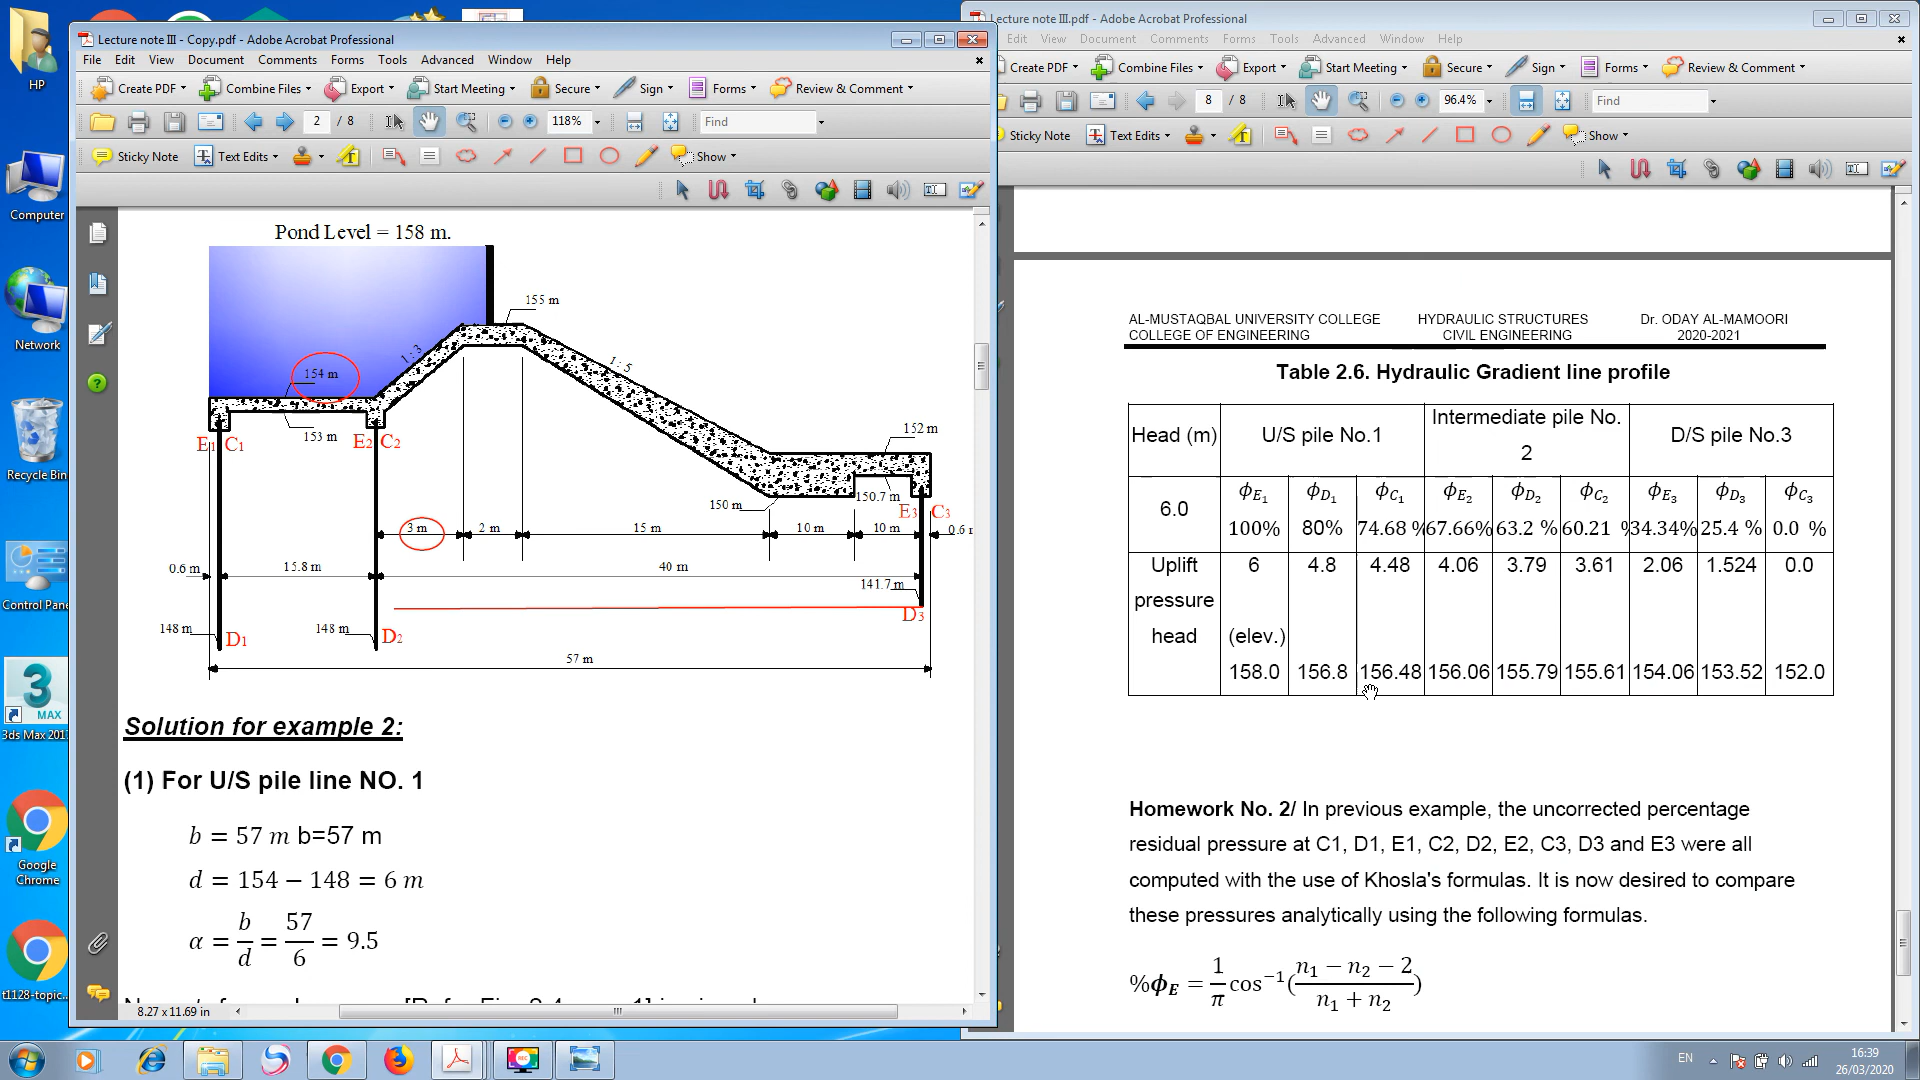 HP
Computer
Network
Recycle Bin
Control Pane
3
MAX
3ds Max 201
Google
Chrome
t1128-topic...
Lecture note III - Copy.pdf - Adobe Acrobat Professional
File Edit View Document Comments Forms Tools Advanced Window Help
Create PDF Combine Files Export Start Meeting Secure Sign Forms Review & Comment
2 / 8 118% Find
Sticky Note Text Edits Show
Pond Level = 158 m.
155 m
1 : 3
1 : 5
154 m
153 m
152 m
E1 C1
E2 C2
150.7 m
150 m
E3 C3
3 m 2 m 15 m 10 m 10 m 0.6 m
0.6 m 15.8 m 40 m
141.7 m
D3
148 m D1
148 m D2
57 m
Solution for example 2:
(1) For U/S pile line NO. 1
b = 57 m b=57 m
d = 154 − 148 = 6 m
α = b/d = 57/6 = 9.5
8.27 x 11.69 in
Lecture note III.pdf - Adobe Acrobat Professional
Edit View Document Comments Forms Tools Advanced Window Help
Create PDF Combine Files Export Start Meeting Secure Sign Forms Review & Comment
8 / 8 96.4% Find
Sticky Note Text Edits Show
AL-MUSTAQBAL UNIVERSITY COLLEGE HYDRAULIC STRUCTURES Dr. ODAY AL-MAMOORI
COLLEGE OF ENGINEERING CIVIL ENGINEERING 2020-2021
Table 2.6. Hydraulic Gradient line profile
Head (m) U/S pile No.1 Intermediate pile No. 2 D/S pile No.3
6.0 ϕE1 ϕD1 ϕC1 ϕE2 ϕD2 ϕC2 ϕE3 ϕD3 ϕC3
100% 80% 74.68 % 67.66% 63.2 % 60.21 % 34.34% 25.4 % 0.0 %
Uplift 6 4.8 4.48 4.06 3.79 3.61 2.06 1.524 0.0
pressure
head (elev.)
158.0 156.8 156.48 156.06 155.79 155.61 154.06 153.52 152.0
Homework No. 2/ In previous example, the uncorrected percentage
residual pressure at C1, D1, E1, C2, D2, E2, C3, D3 and E3 were all
computed with the use of Khosla's formulas. It is now desired to compare
these pressures analytically using the following formulas.
%ϕE = 1/π cos−1((n1 − n2 − 2)/(n1 + n2))
EN
16:39
26/03/2020